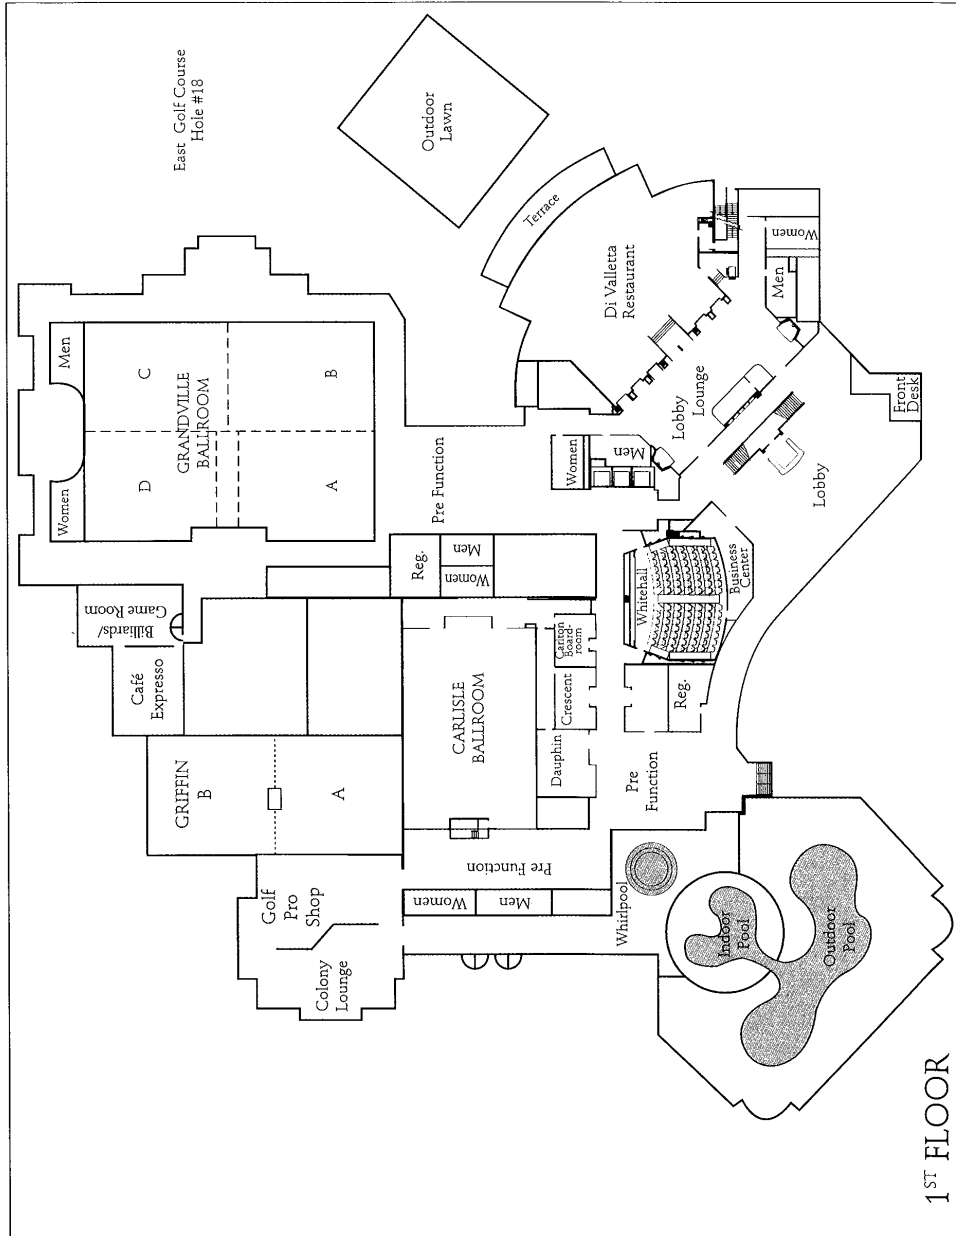 East Golf Course
Hole #18
Outdoor
Lawn
Terrace
Di Valletta
Restaurant
Women
Men
Men
C
B
GRANDVILLE
BALLROOM
Women
D
A
Pre Function
Women
Men
Lobby
Lounge
Lobby
Front
Desk
Reg.
Men
Women
Whitehall
Business
Center
Billiards/
Game Room
Café
Expresso
Carlton
Board
room
Crescent
Dauphin
CARLISLE
BALLROOM
Reg.
Pre
Function
GRIFFIN
B
A
Pre Function
Women
Men
Golf
Pro
Shop
Colony
Lounge
Whirlpool
Indoor
Pool
Outdoor
Pool
1ST FLOOR